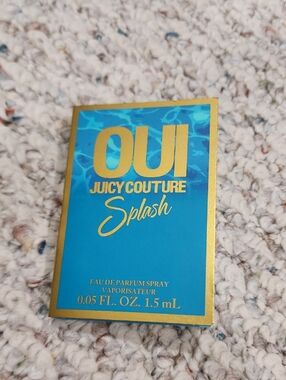 OUI
JUICY COUTURE
Splash
EAU DE PARFUM SPRAY
VAPORISATEUR
0.05 FL. OZ. 1.5 mL